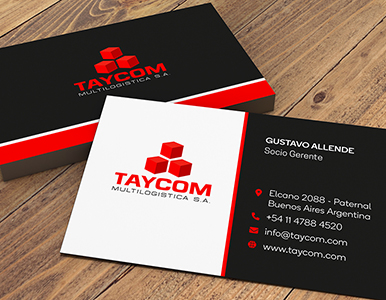 TAYCOM
MULTILOGISTICA S.A.
TAYCOM
MULTILOGISTICA S.A.
GUSTAVO ALLENDE
Socio Gerente
Elcano 2088 - Paternal
Buenos Aires Argentina
+54 11 4788 4520
info@taycom.com
www.taycom.com